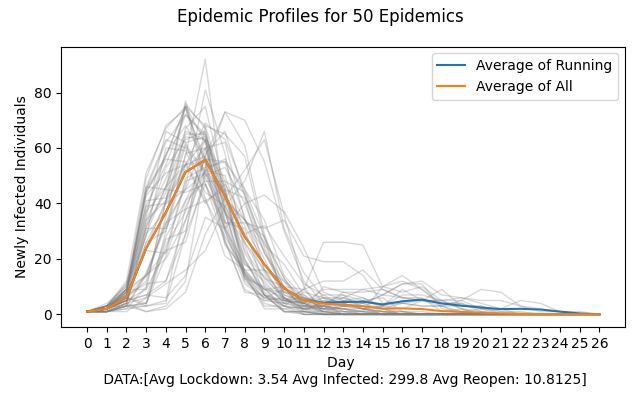 Epidemic Profiles for 50 Epidemics
Average of Running
Average of All
Newly Infected Individuals
80
60
40
20
0
0 1 2 3 4 5 6 7 8 9 10 11 12 13 14 15 16 17 18 19 20 21 22 23 24 25 26
Day
DATA:[Avg Lockdown: 3.54 Avg Infected: 299.8 Avg Reopen: 10.8125]